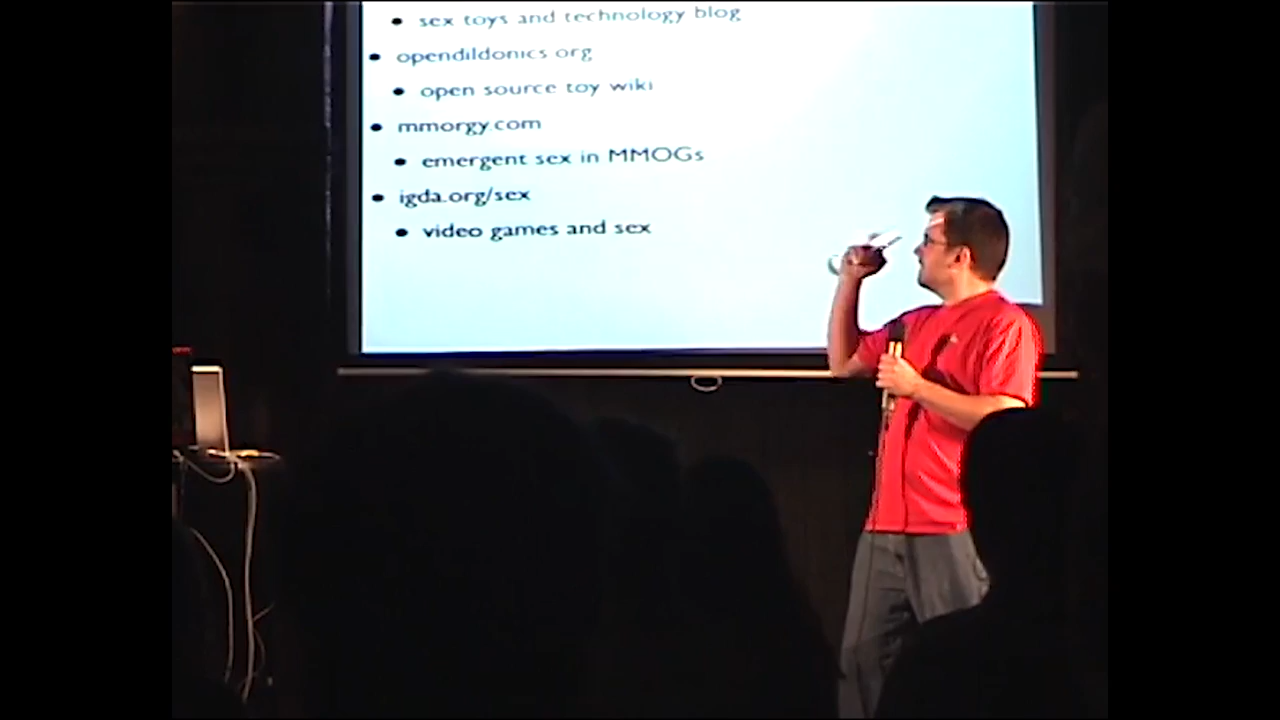 sex toys and technology blog
opendildonics org
open source toy wiki
mmorgy.com
emergent sex in MMOGs
igda.org/sex
video games and sex